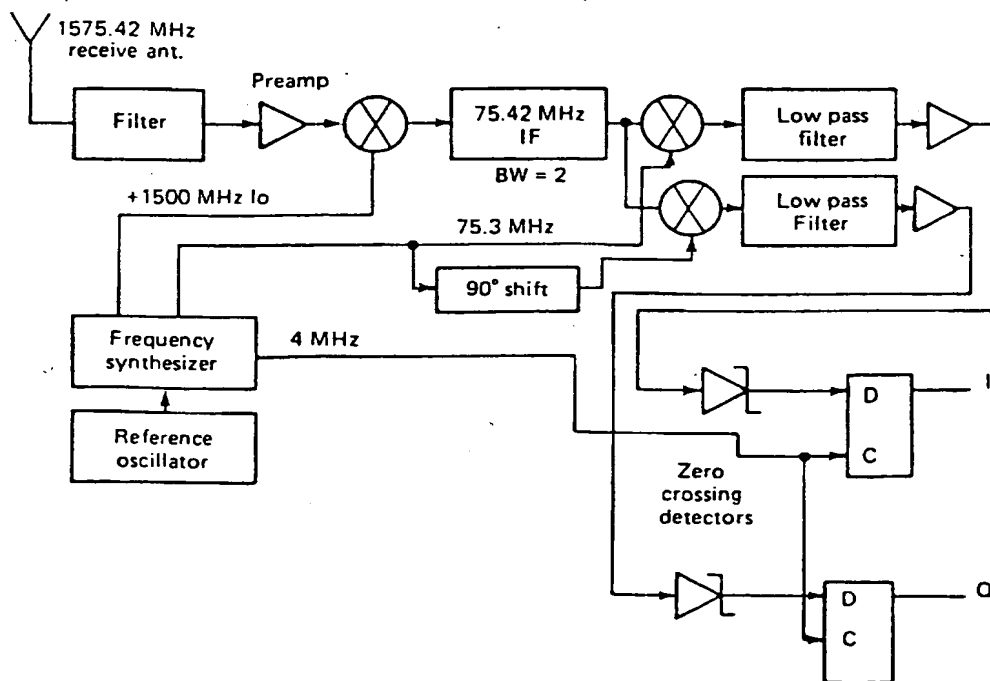 1575.42 MHz
receive ant.
Filter
Preamp
75.42 MHz
IF
BW = 2
Low pass
filter
Low pass
Filter
+1500 MHz lo
75.3 MHz
90° shift
Frequency
synthesizer
4 MHz
Reference
oscillator
D
C
I
Zero
crossing
detectors
D
C
Q